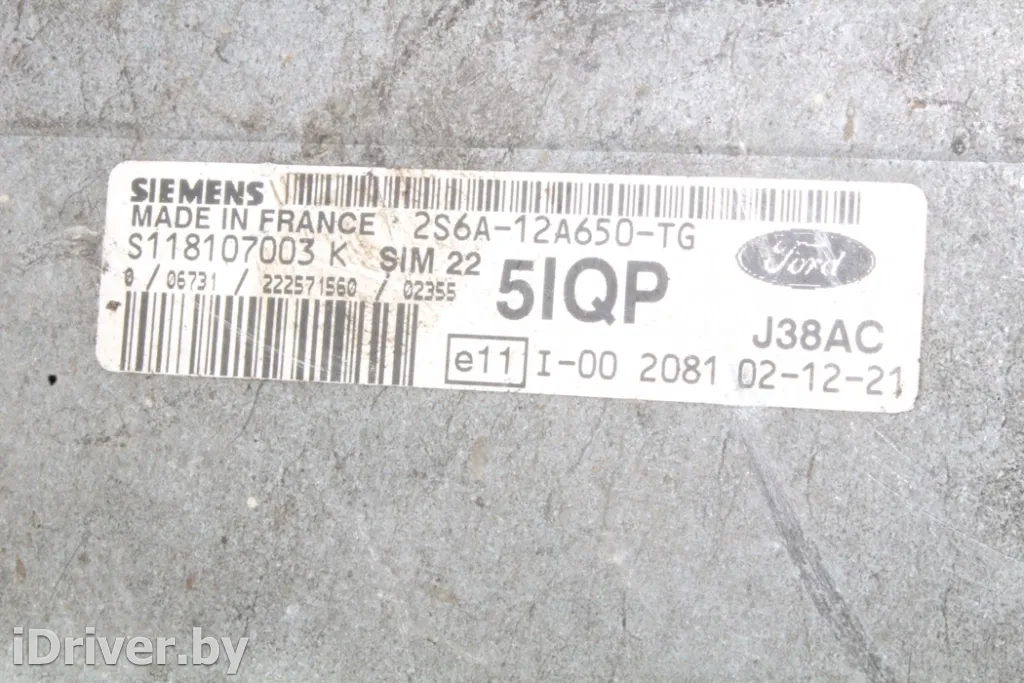 SIEMENS
MADE IN FRANCE 2S6A-12A650-TG
S118107003 K SIM 22
0 / 06731 / 222571560 / 02355
5IQP
Ford
J38AC
e11 I-00 2081 02-12-21
iDriver.by